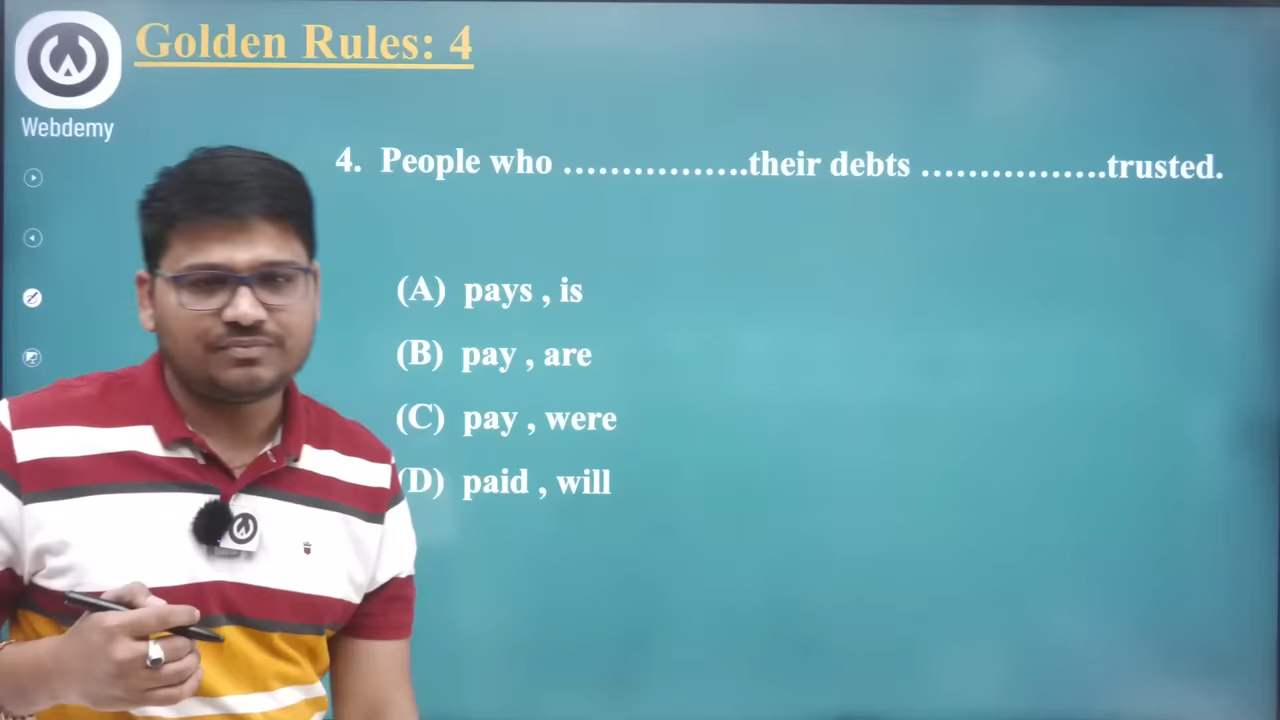 Golden Rules: 4
Webdemy
4. People who ................their debts ................trusted.
(A) pays , is
(B) pay , are
(C) pay , were
(D) paid , will